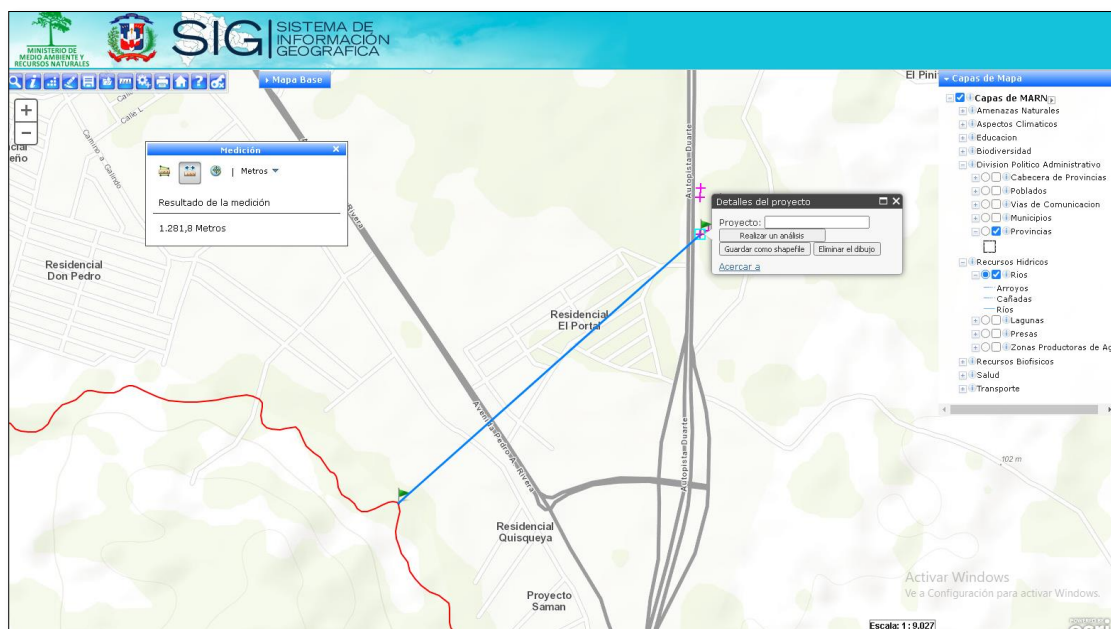 MINISTERIO DE
MEDIO AMBIENTE Y
RECURSOS NATURALES
SIG
SISTEMA DE
INFORMACIÓN
GEOGRAFICA
Mapa Base
El Pini
Capas de Mapa
+
−
Calle L
Camino a Galindo
Medición
Metros
Resultado de la medición
1.281,8 Metros
Rivera
Autopista Duarte
Detalles del proyecto
Proyecto:
Realizar un análisis
Guardar como shapefile
Eliminar el dibujo
Acercar a
Capas de MARN
Amenazas Naturales
Aspectos Climaticos
Educacion
Biodiversidad
Division Politico Administrativo
Cabecera de Provincias
Poblados
Vias de Comunicacion
Municipios
Provincias
Recursos Hidricos
Rios
Arroyos
Cañadas
Ríos
Lagunas
Presas
Zonas Productoras de Ag
Recursos Biofisicos
Salud
Transporte
Residencial
Don Pedro
Residencial
El Portal
Avenida Pedro A. Rivera
Autopista Duarte
102 m
Residencial
Quisqueya
Proyecto
Saman
Activar Windows
Ve a Configuración para activar Windows.
Escala: 1 : 9.027